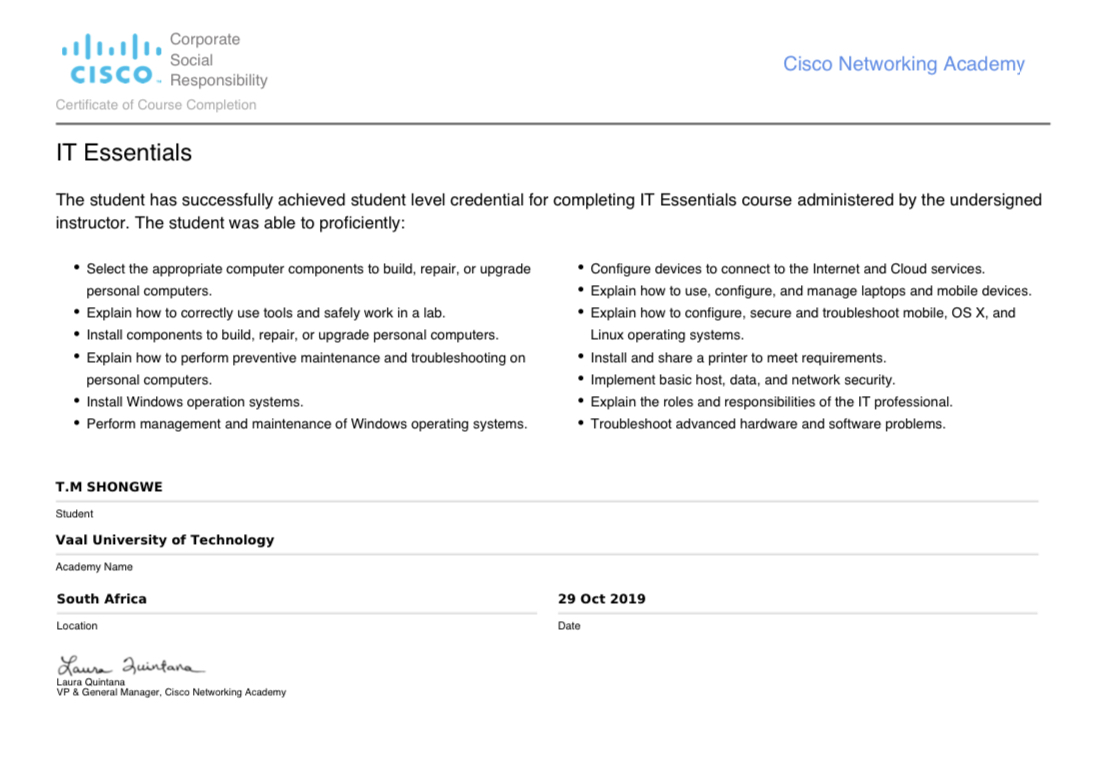 Corporate
Social
CISCO™ Responsibility
Cisco Networking Academy
Certificate of Course Completion
IT Essentials
The student has successfully achieved student level credential for completing IT Essentials course administered by the undersigned
instructor. The student was able to proficiently:
• Select the appropriate computer components to build, repair, or upgrade
personal computers.
• Explain how to correctly use tools and safely work in a lab.
• Install components to build, repair, or upgrade personal computers.
• Explain how to perform preventive maintenance and troubleshooting on
personal computers.
• Install Windows operation systems.
• Perform management and maintenance of Windows operating systems.
• Configure devices to connect to the Internet and Cloud services.
• Explain how to use, configure, and manage laptops and mobile devices.
• Explain how to configure, secure and troubleshoot mobile, OS X, and
Linux operating systems.
• Install and share a printer to meet requirements.
• Implement basic host, data, and network security.
• Explain the roles and responsibilities of the IT professional.
• Troubleshoot advanced hardware and software problems.
T.M SHONGWE
Student
Vaal University of Technology
Academy Name
South Africa
Location
29 Oct 2019
Date
Laura Quintana
Laura Quintana
VP & General Manager, Cisco Networking Academy